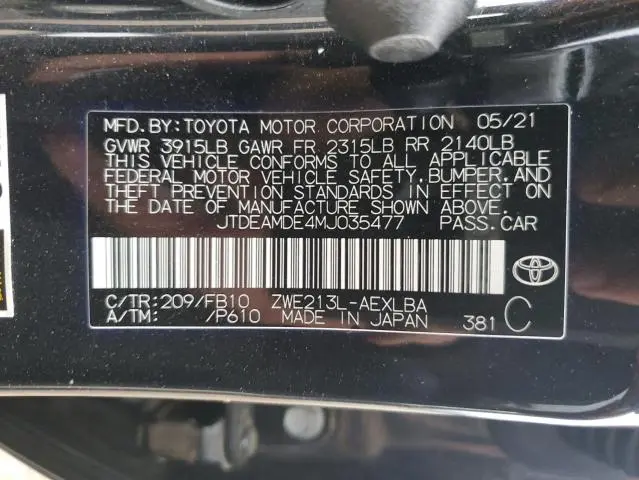 MFD.BY:TOYOTA MOTOR CORPORATION 05/21
GVWR 3915LB GAWR FR 2315LB RR 2140LB
THIS VEHICLE CONFORMS TO ALL APPLICABLE
FEDERAL MOTOR VEHICLE SAFETY,BUMPER,AND
THEFT PREVENTION STANDARDS IN EFFECT ON
THE DATE OF MANUFACTURE SHOWN ABOVE.
JTDEAMDE4MJ035477 PASS.CAR
C/TR:209/FB10 ZWE213L-AEXLBA
A/TM: /P610 MADE IN JAPAN 381 C